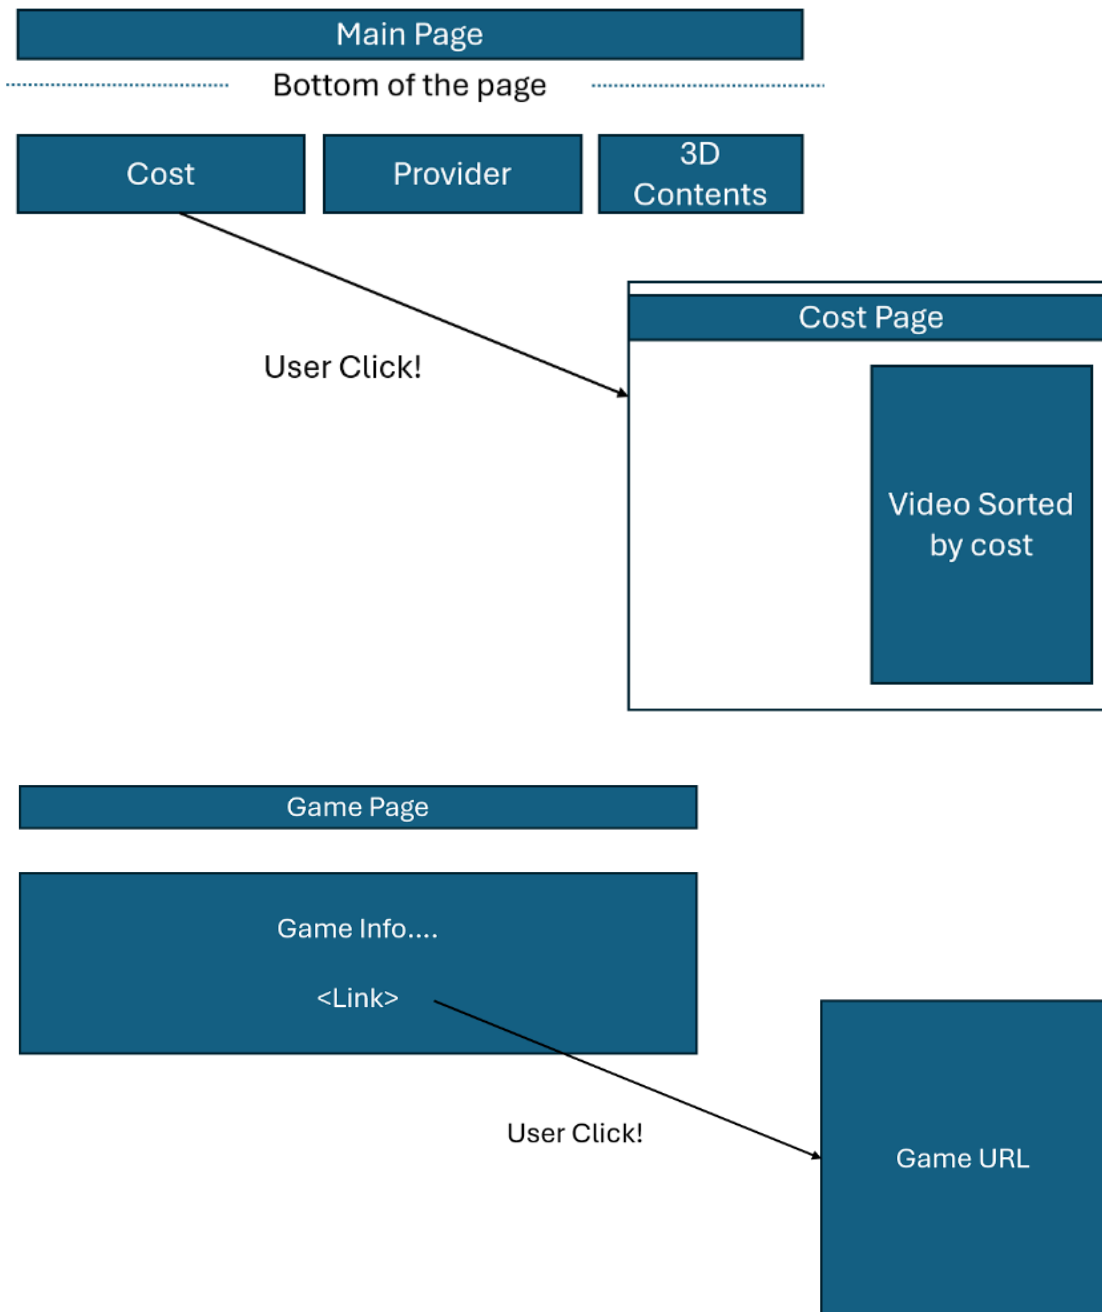 Main Page
Bottom of the page
Cost
Provider
3D
Contents
Cost Page
User Click!
Video Sorted
by cost
Game Page
Game Info....
<Link>
User Click!
Game URL